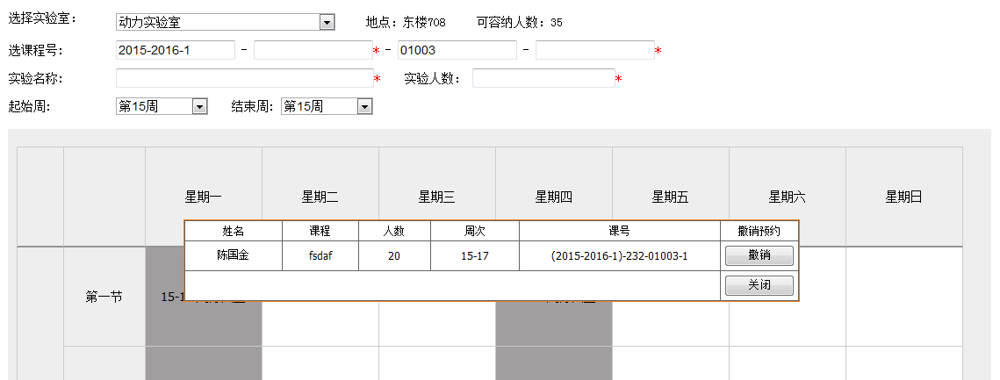 选择实验室： 动力实验室 地点：东楼708 可容纳人数：35
选课程号： 2015-2016-1 - * - 01003 - *
实验名称： * 实验人数： *
起始周： 第15周 结束周： 第15周
星期一 星期二 星期三 星期四 星期五 星期六 星期日
姓名 课程 人数 周次 课号 撤销预约
陈国金 fsdaf 20 15-17 (2015-2016-1)-232-01003-1 撤销
关闭
第一节 15-1